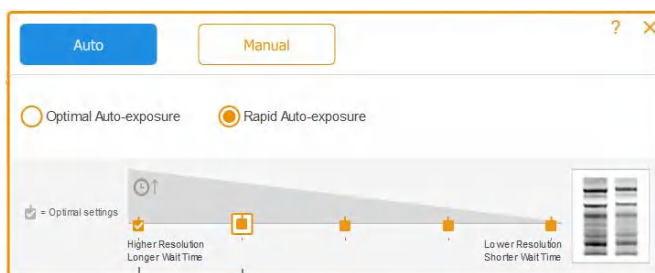 ? ×
Auto Manual
Optimal Auto-exposure Rapid Auto-exposure
= Optimal settings
Higher Resolution Lower Resolution
Longer Wait Time Shorter Wait Time